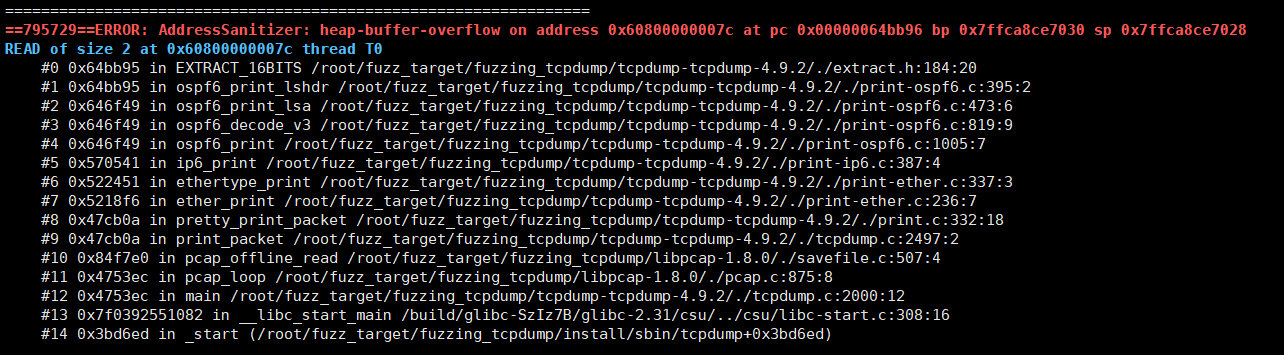 =================================================================
==795729==ERROR: AddressSanitizer: heap-buffer-overflow on address 0x60800000007c at pc 0x00000064bb96 bp 0x7ffca8ce7030 sp 0x7ffca8ce7028
READ of size 2 at 0x60800000007c thread T0
    #0 0x64bb95 in EXTRACT_16BITS /root/fuzz_target/fuzzing_tcpdump/tcpdump-tcpdump-4.9.2/./extract.h:184:20
    #1 0x64bb95 in ospf6_print_lshdr /root/fuzz_target/fuzzing_tcpdump/tcpdump-tcpdump-4.9.2/./print-ospf6.c:395:2
    #2 0x646f49 in ospf6_print_lsa /root/fuzz_target/fuzzing_tcpdump/tcpdump-tcpdump-4.9.2/./print-ospf6.c:473:6
    #3 0x646f49 in ospf6_decode_v3 /root/fuzz_target/fuzzing_tcpdump/tcpdump-tcpdump-4.9.2/./print-ospf6.c:819:9
    #4 0x646f49 in ospf6_print /root/fuzz_target/fuzzing_tcpdump/tcpdump-tcpdump-4.9.2/./print-ospf6.c:1005:7
    #5 0x570541 in ip6_print /root/fuzz_target/fuzzing_tcpdump/tcpdump-tcpdump-4.9.2/./print-ip6.c:387:4
    #6 0x522451 in ethertype_print /root/fuzz_target/fuzzing_tcpdump/tcpdump-tcpdump-4.9.2/./print-ether.c:337:3
    #7 0x5218f6 in ether_print /root/fuzz_target/fuzzing_tcpdump/tcpdump-tcpdump-4.9.2/./print-ether.c:236:7
    #8 0x47cb0a in pretty_print_packet /root/fuzz_target/fuzzing_tcpdump/tcpdump-tcpdump-4.9.2/./print.c:332:18
    #9 0x47cb0a in print_packet /root/fuzz_target/fuzzing_tcpdump/tcpdump-tcpdump-4.9.2/./tcpdump.c:2497:2
    #10 0x84f7e0 in pcap_offline_read /root/fuzz_target/fuzzing_tcpdump/libpcap-1.8.0/./savefile.c:507:4
    #11 0x4753ec in pcap_loop /root/fuzz_target/fuzzing_tcpdump/libpcap-1.8.0/./pcap.c:875:8
    #12 0x4753ec in main /root/fuzz_target/fuzzing_tcpdump/tcpdump-tcpdump-4.9.2/./tcpdump.c:2000:12
    #13 0x7f0392551082 in __libc_start_main /build/glibc-SzIz7B/glibc-2.31/csu/../csu/libc-start.c:308:16
    #14 0x3bd6ed in _start (/root/fuzz_target/fuzzing_tcpdump/install/sbin/tcpdump+0x3bd6ed)